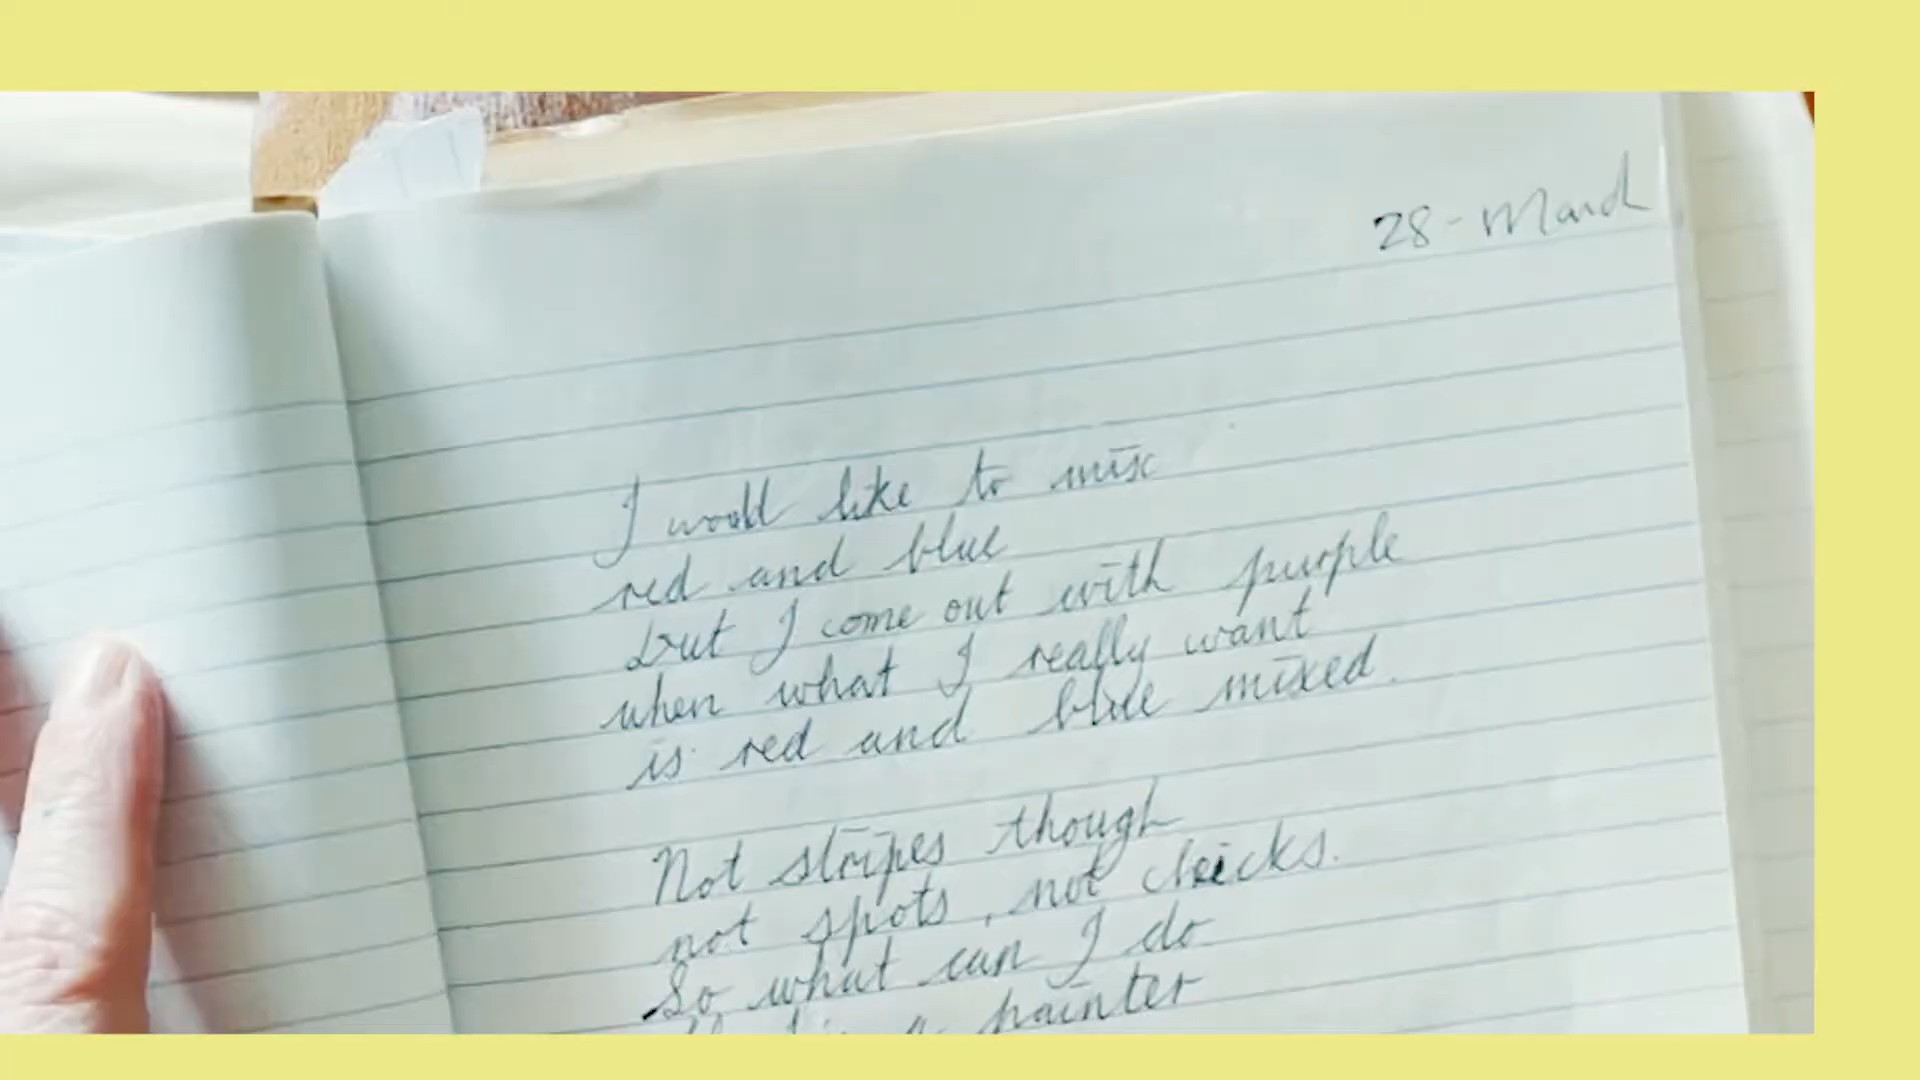 28 - March
I would like to mix
red and blue
but I come out with purple
when what I really want
is red and blue mixed.
Not stripes though
not spots, not checks.
So what can I do
painter